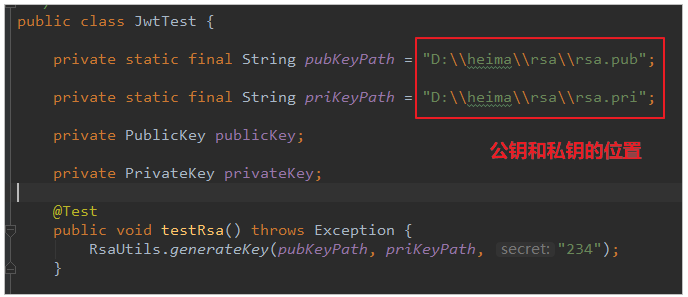 public class JwtTest {
private static final String pubKeyPath = "D:\\heima\\rsa\\rsa.pub";
private static final String priKeyPath = "D:\\heima\\rsa\\rsa.pri";
private PublicKey publicKey;
公钥和私钥的位置
private PrivateKey privateKey;
@Test
public void testRsa() throws Exception {
RsaUtils.generateKey(pubKeyPath, priKeyPath, secret: "234");
}